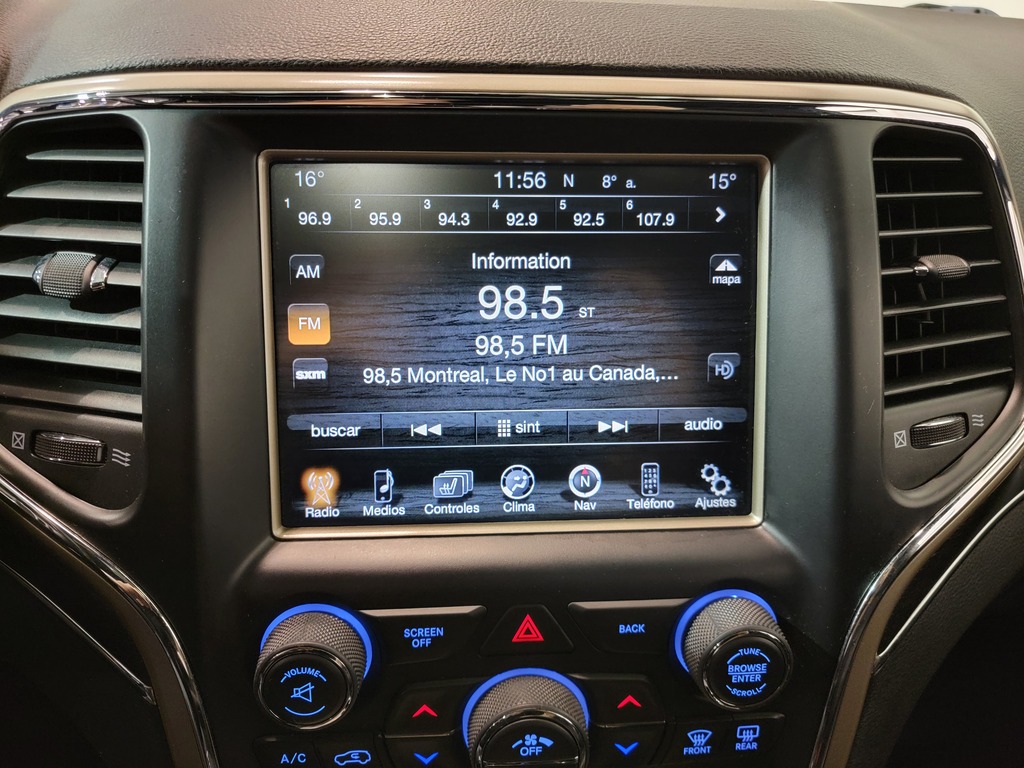 16° 11:56 N 8° a. 15°
1 96.9 2 95.9 3 94.3 4 92.9 5 92.5 6 107.9
AM Information mapa
FM 98.5 ST
98,5 FM
sxm 98,5 Montreal, Le No1 au Canada,... HD
buscar sint audio
Radio Medios Controles Clima N Nav Teléfono Ajustes
SCREEN OFF BACK
VOLUME TUNE
BROWSE
ENTER
SCROLL
OFF
A/C FRONT REAR